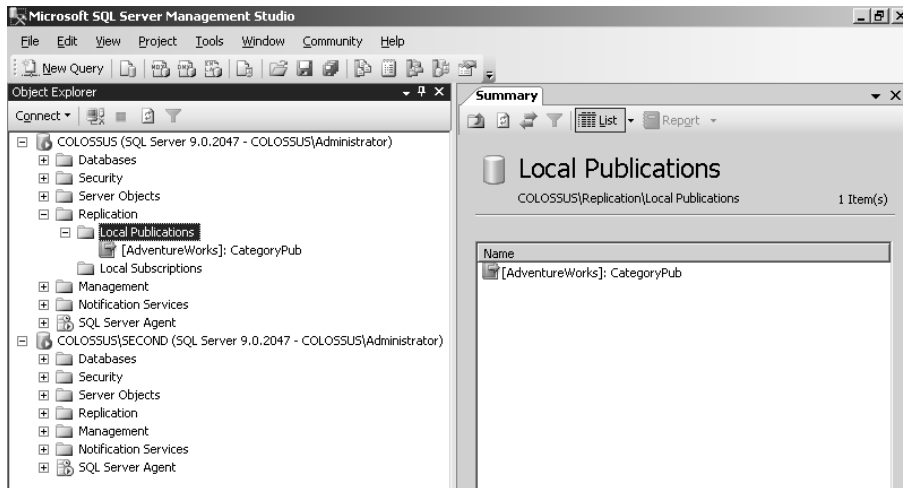 Microsoft SQL Server Management Studio
File Edit View Project Tools Window Community Help
New Query
Object Explorer
Connect
COLOSSUS (SQL Server 9.0.2047 - COLOSSUS\Administrator)
Databases
Security
Server Objects
Replication
Local Publications
[AdventureWorks]: CategoryPub
Local Subscriptions
Management
Notification Services
SQL Server Agent
COLOSSUS\SECOND (SQL Server 9.0.2047 - COLOSSUS\Administrator)
Databases
Security
Server Objects
Replication
Management
Notification Services
SQL Server Agent
Summary
List Report
Local Publications
COLOSSUS\Replication\Local Publications 1 Item(s)
Name
[AdventureWorks]: CategoryPub